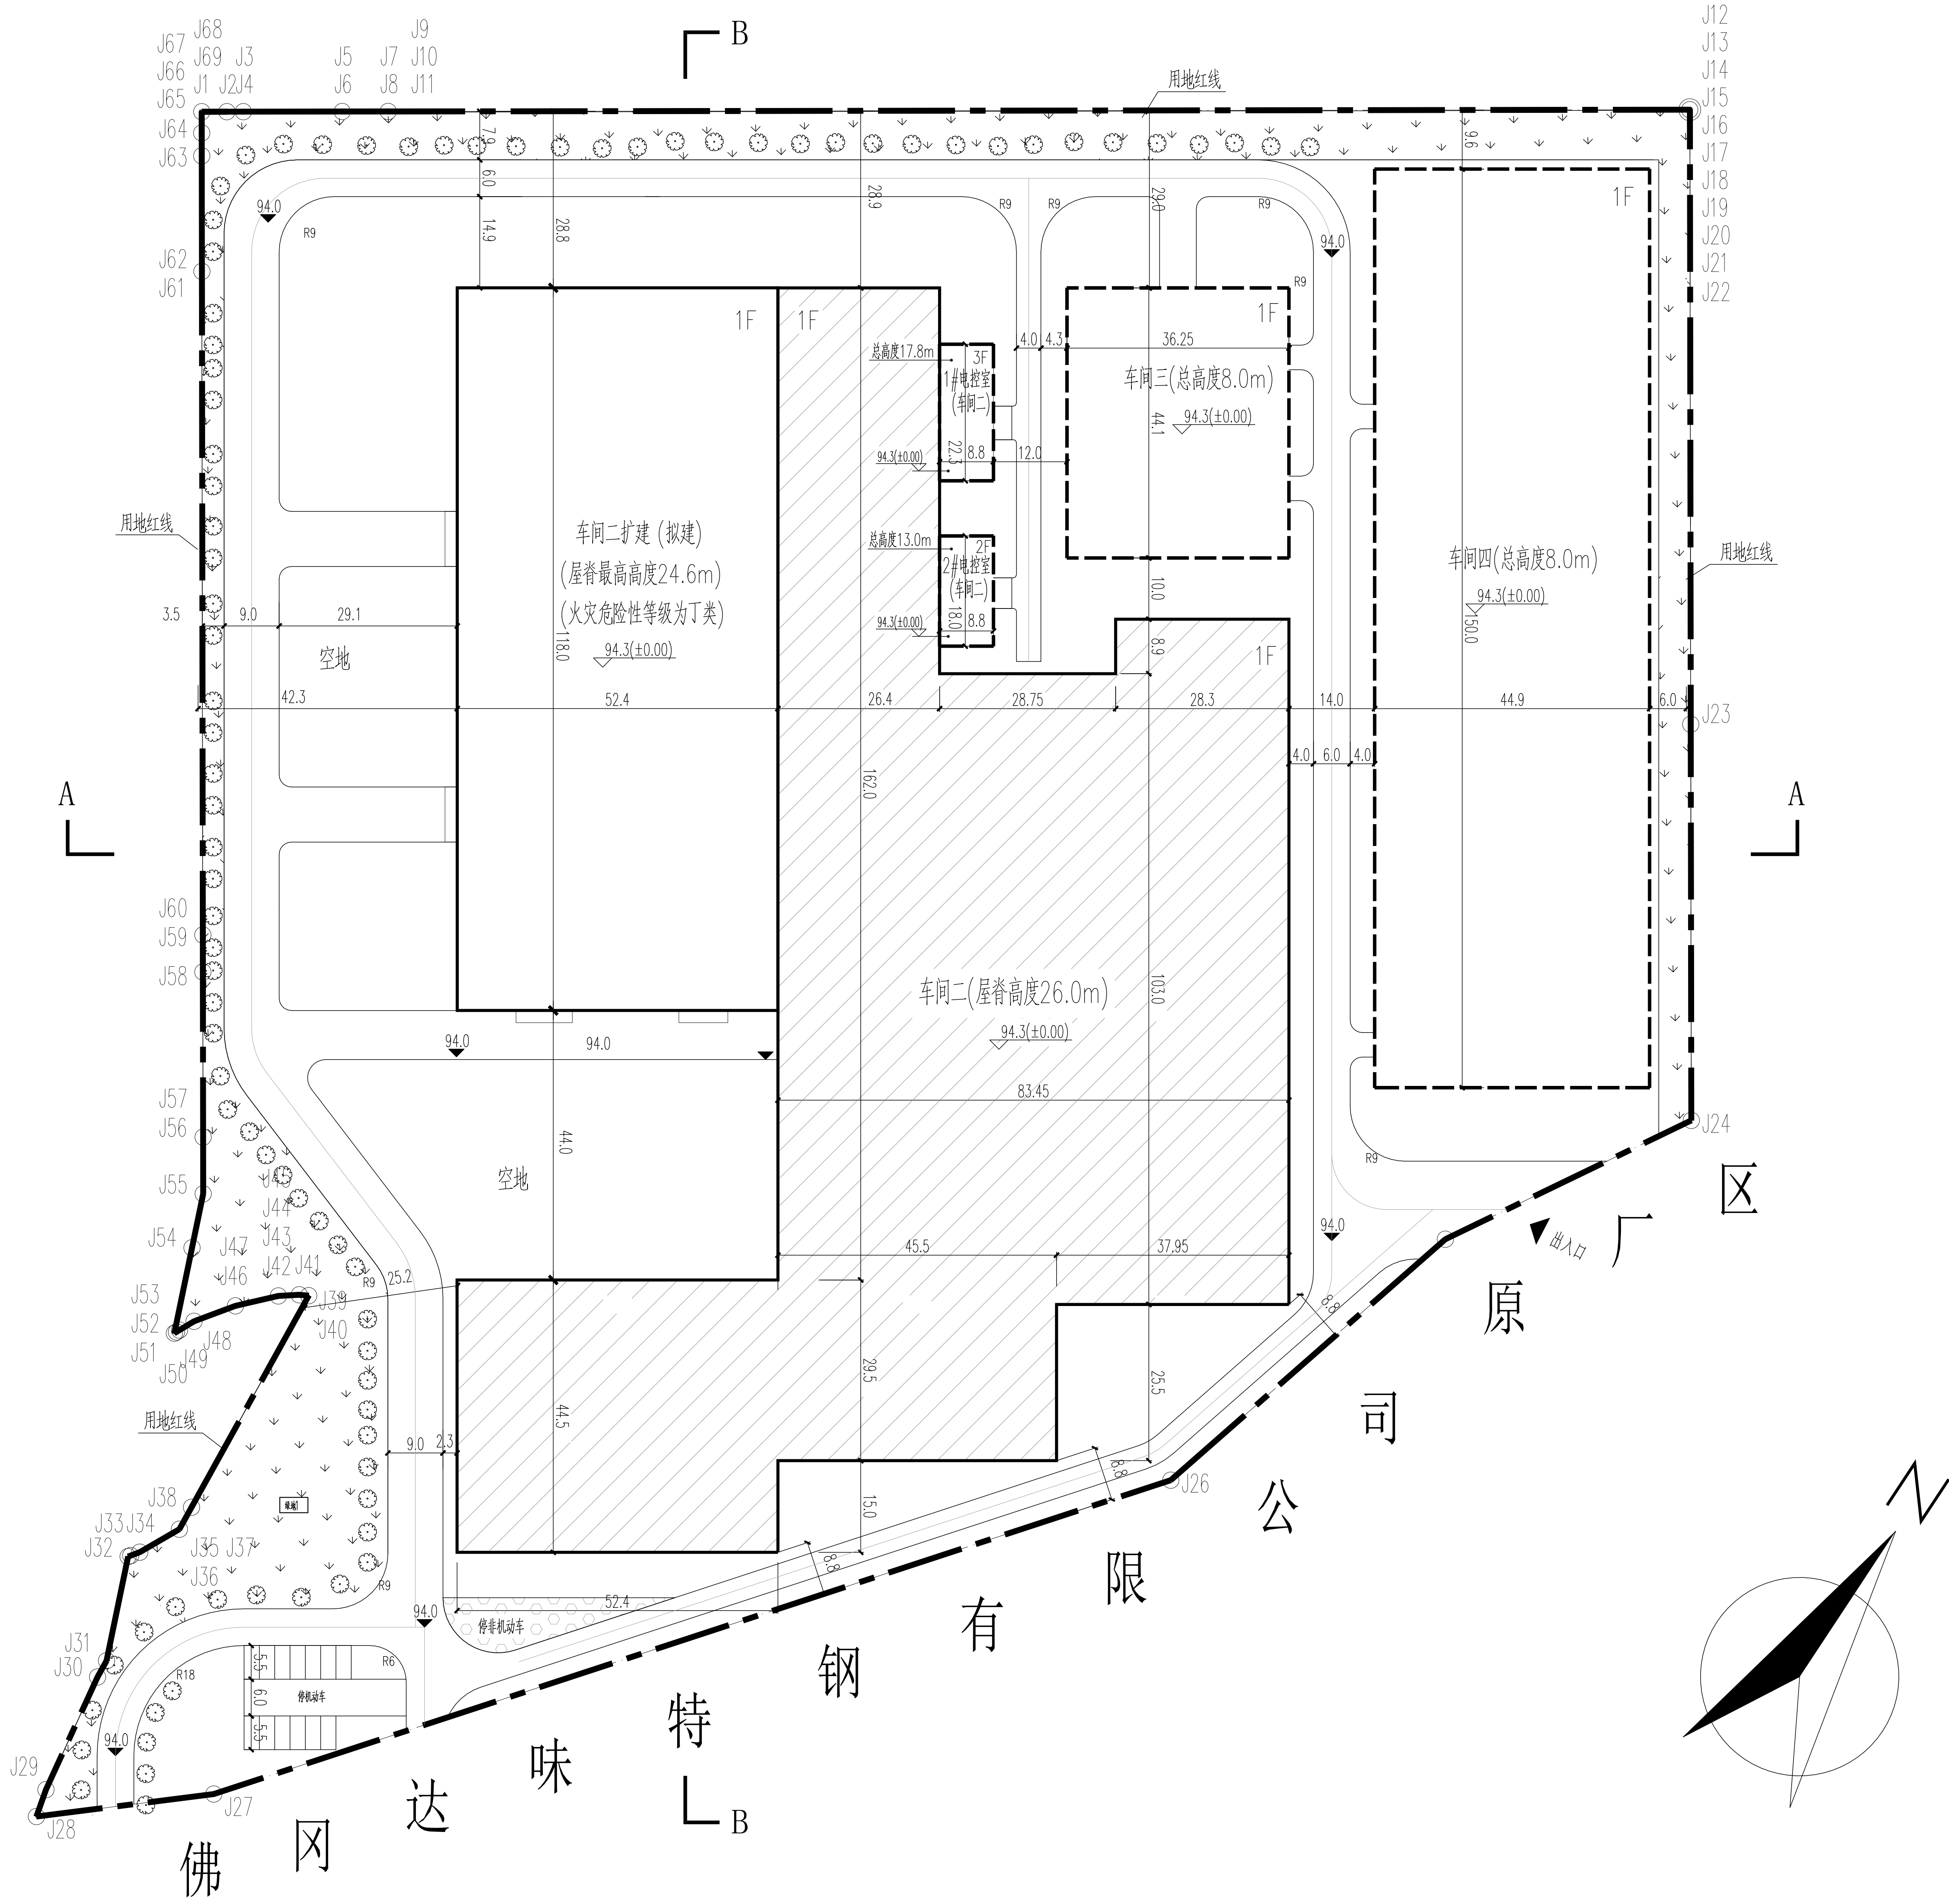 J12
J68
J9
J67
J13
J69
J3
J5
J7
J10
J66
J14
J1
J2
J4
J6
J8
J11
J65
J15
J64
J16
J63
J17
J18
J19
J20
J62
J21
J61
J22
B
用地红线
7.9
9.6
6.0
14.9
28.8
28.9
29.0
94.0
R9
R9
R9
R9
94.0
R9
1F
1F
1F
1F
总高度17.8m
3F
1#电控室
(车间二)
22.3
8.8
94.3(±0.00)
4.0
4.3
36.25
12.0
车间三(总高度8.0m)
94.3(±0.00)
44.1
用地红线
车间二扩建 (拟建)
(屋脊最高高度24.6m)
(火灾危险性等级为丁类)
94.3(±0.00)
118.0
总高度13.0m
2F
2#电控室
(车间二)
18.0
8.8
94.3(±0.00)
10.0
8.9
1F
车间四(总高度8.0m)
94.3(±0.00)
150.0
用地红线
3.5
9.0
29.1
空地
42.3
52.4
26.4
28.75
28.3
14.0
44.9
6.0
J23
4.0
6.0
4.0
A
A
162.0
J60
J59
J58
车间二(屋脊高度26.0m)
94.3(±0.00)
103.0
94.0
94.0
83.45
J57
J56
J24
44.0
空地
R9
J55
J45
J44
J43
J54
J47
J42
J41
J46
J53
J39
J52
J40
J48
J51
J49
J50
R9
25.2
45.5
37.95
94.0
出入口
8.8
29.5
25.5
用地红线
44.5
9.0
2.3
8.8
J26
J38
绿地1
15.0
J33
J34
J32
J35
J37
J36
R9
8.8
52.4
94.0
停非机动车
J31
J30
R18
R6
5.5
6.0
5.5
停机动车
94.0
J29
J28
J27
B
佛冈达味特钢有限公司原厂区
N